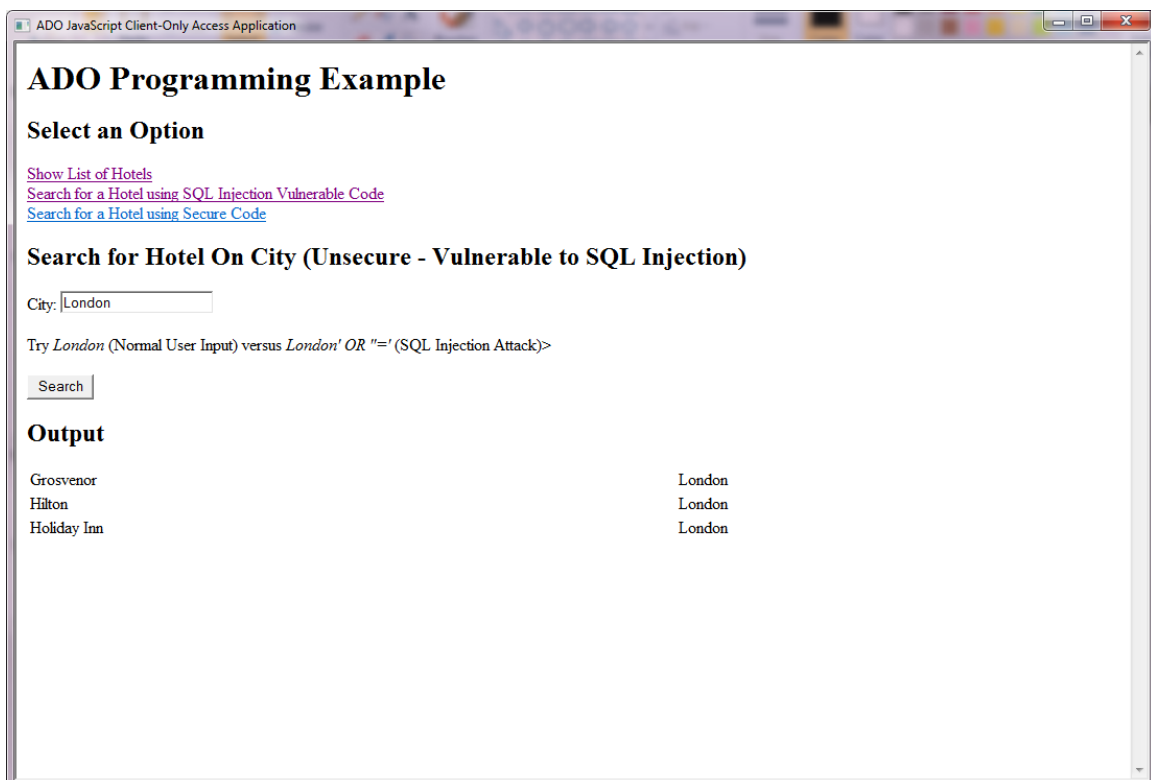 ADO JavaScript Client-Only Access Application
ADO Programming Example
Select an Option
Show List of Hotels
Search for a Hotel using SQL Injection Vulnerable Code
Search for a Hotel using Secure Code
Search for Hotel On City (Unsecure - Vulnerable to SQL Injection)
City: London
Try London (Normal User Input) versus London' OR ''=' (SQL Injection Attack)>
Search
Output
Grosvenor London
Hilton London
Holiday Inn London